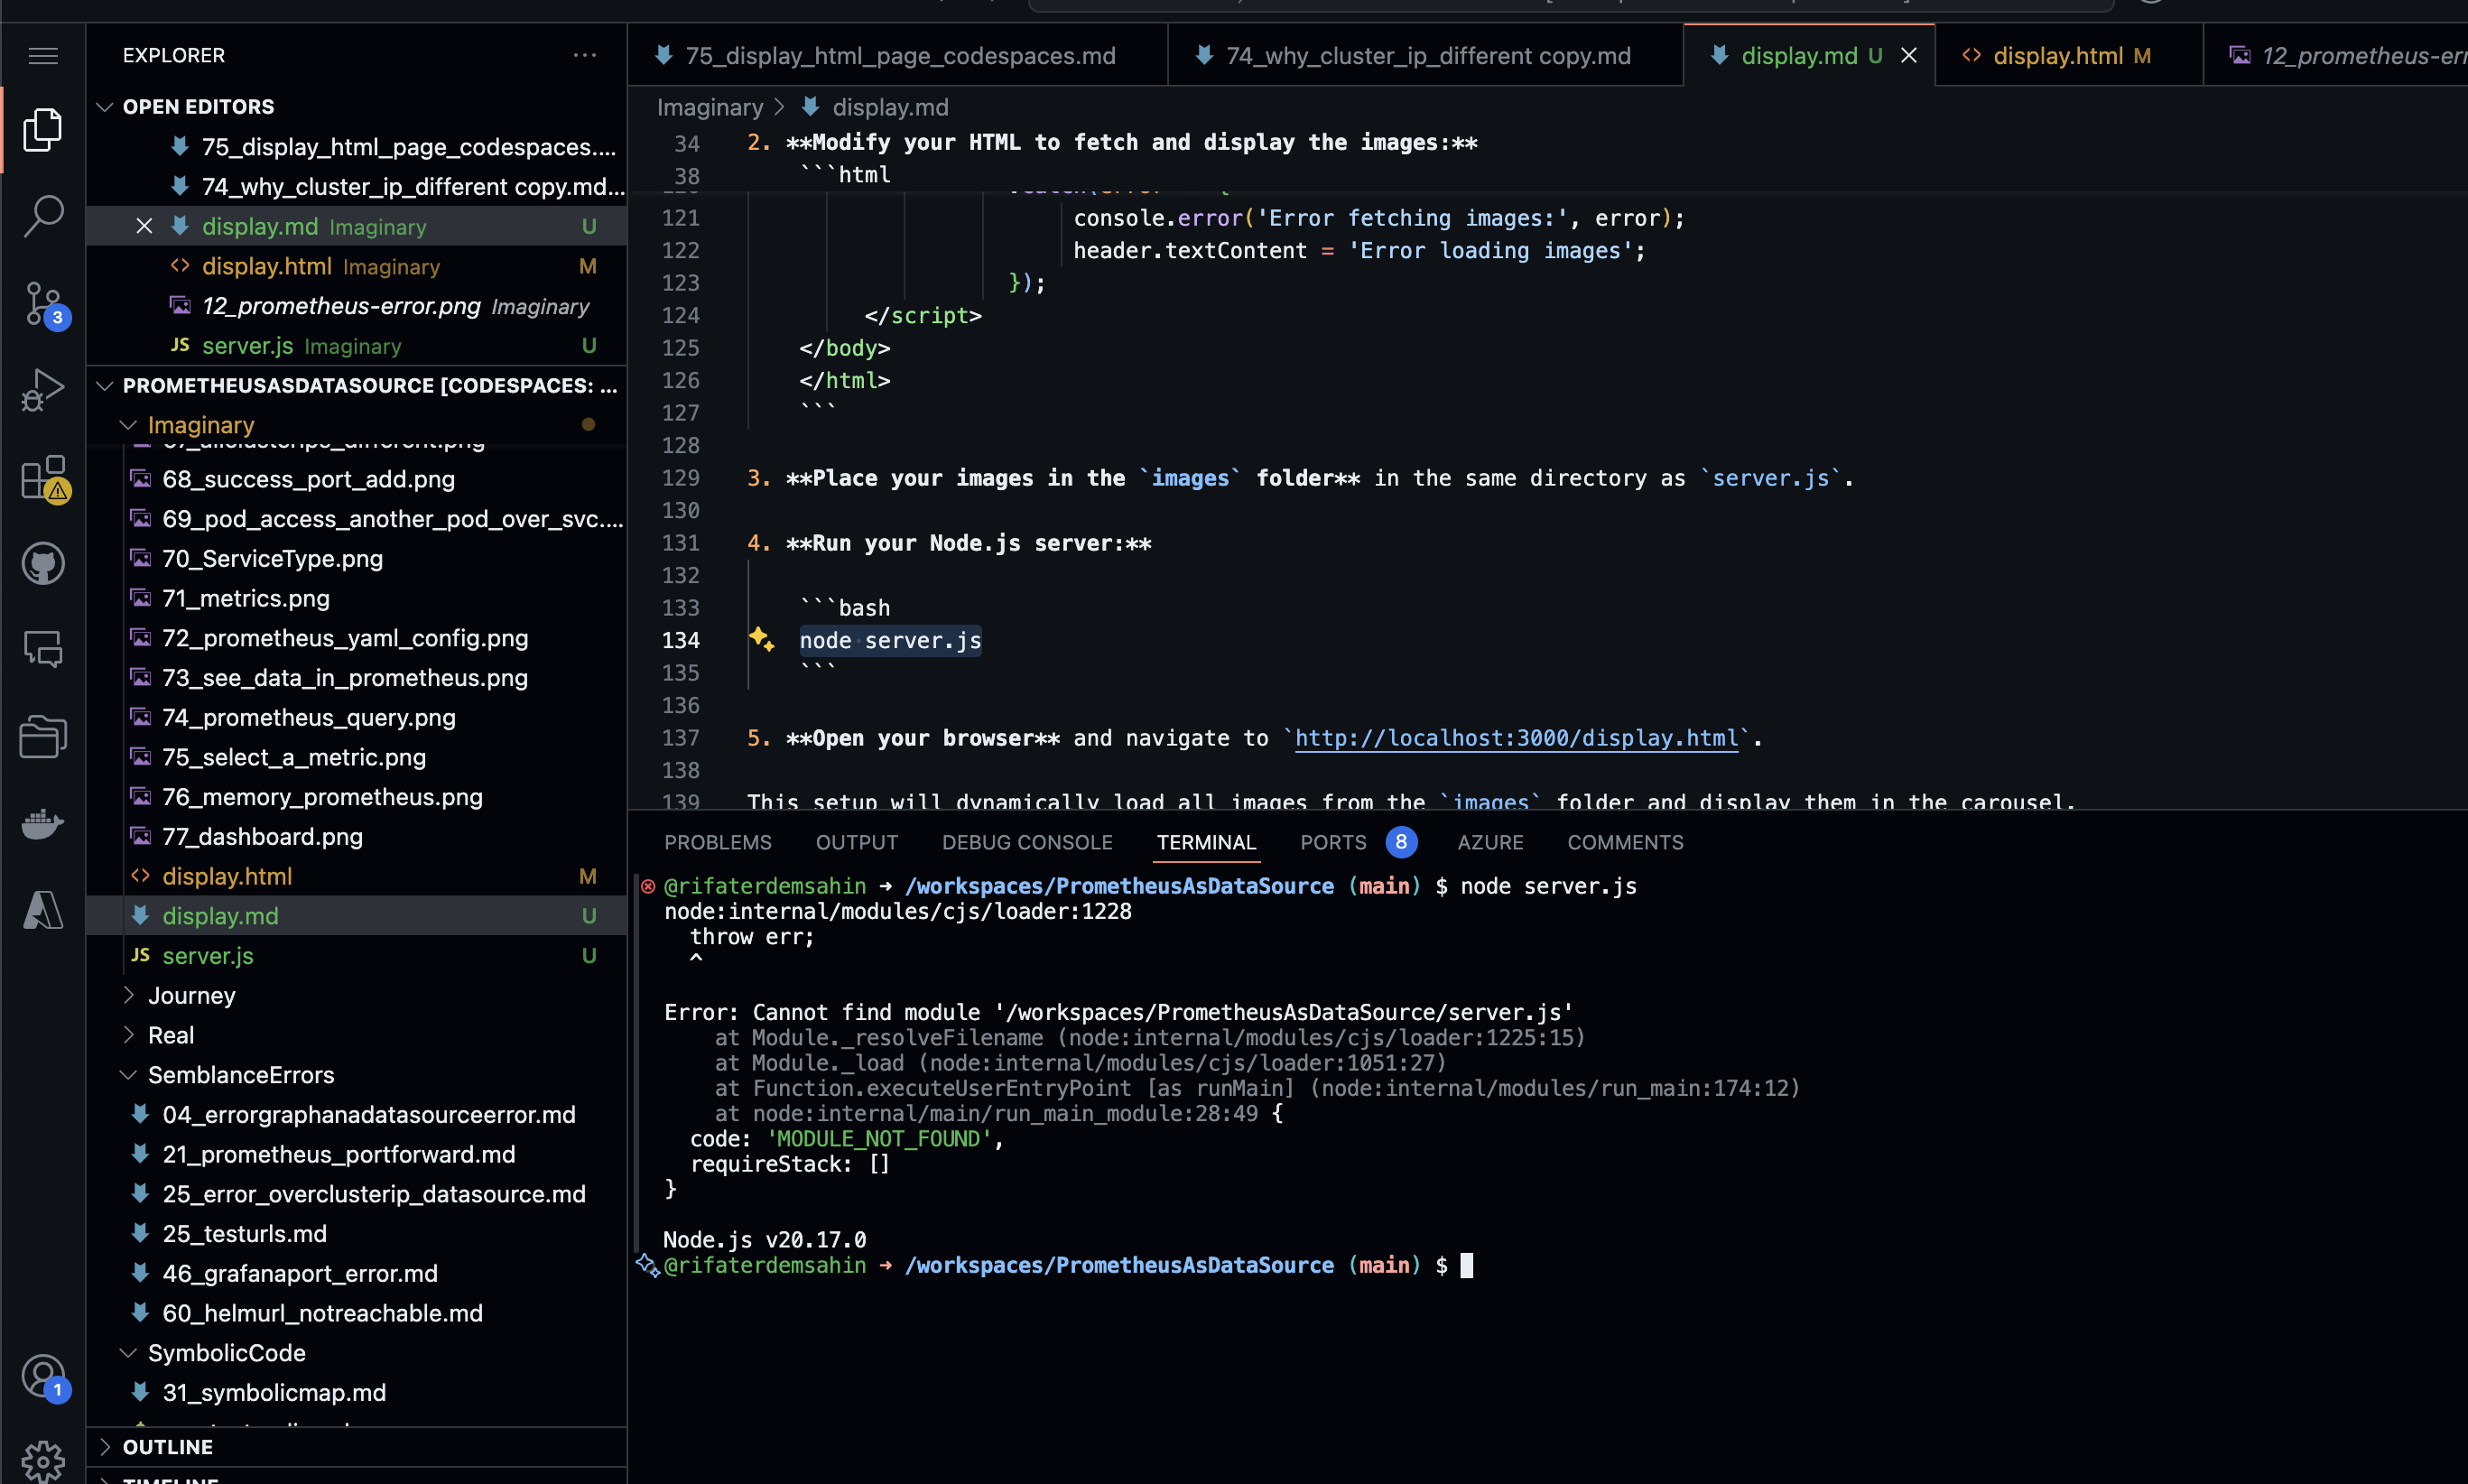 EXPLORER
···
OPEN EDITORS
75_display_html_page_codespaces....
74_why_cluster_ip_different copy.md...
display.md Imaginary U
display.html Imaginary M
12_prometheus-error.png Imaginary
JS server.js Imaginary U
PROMETHEUSASDATASOURCE [CODESPACES: ...
Imaginary
68_success_port_add.png
69_pod_access_another_pod_over_svc....
70_ServiceType.png
71_metrics.png
72_prometheus_yaml_config.png
73_see_data_in_prometheus.png
74_prometheus_query.png
75_select_a_metric.png
76_memory_prometheus.png
77_dashboard.png
display.html M
display.md U
JS server.js U
Journey
Real
SemblanceErrors
04_errorgraphanadatasourceerror.md
21_prometheus_portforward.md
25_error_overclusterip_datasource.md
25_testurls.md
46_grafanaport_error.md
60_helmurl_notreachable.md
SymbolicCode
31_symbolicmap.md
OUTLINE
TIMELINE
3
1
75_display_html_page_codespaces.md
74_why_cluster_ip_different copy.md
display.md U
display.html M
12_prometheus-err
Imaginary > display.md
34 2. **Modify your HTML to fetch and display the images:**
38 ```html
121 console.error('Error fetching images:', error);
122 header.textContent = 'Error loading images';
123 });
124 </script>
125 </body>
126 </html>
127 ```
128
129 3. **Place your images in the `images` folder** in the same directory as `server.js`.
130
131 4. **Run your Node.js server:**
132
133 ```bash
134 node server.js
135 ```
136
137 5. **Open your browser** and navigate to `http://localhost:3000/display.html`.
138
139 This setup will dynamically load all images from the `images` folder and display them in the carousel.
PROBLEMS OUTPUT DEBUG CONSOLE TERMINAL PORTS 8 AZURE COMMENTS
@rifaterdemsahin ➜ /workspaces/PrometheusAsDataSource (main) $ node server.js
node:internal/modules/cjs/loader:1228
throw err;
^
Error: Cannot find module '/workspaces/PrometheusAsDataSource/server.js'
at Module._resolveFilename (node:internal/modules/cjs/loader:1225:15)
at Module._load (node:internal/modules/cjs/loader:1051:27)
at Function.executeUserEntryPoint [as runMain] (node:internal/modules/run_main:174:12)
at node:internal/main/run_main_module:28:49 {
code: 'MODULE_NOT_FOUND',
requireStack: []
}
Node.js v20.17.0
@rifaterdemsahin ➜ /workspaces/PrometheusAsDataSource (main) $